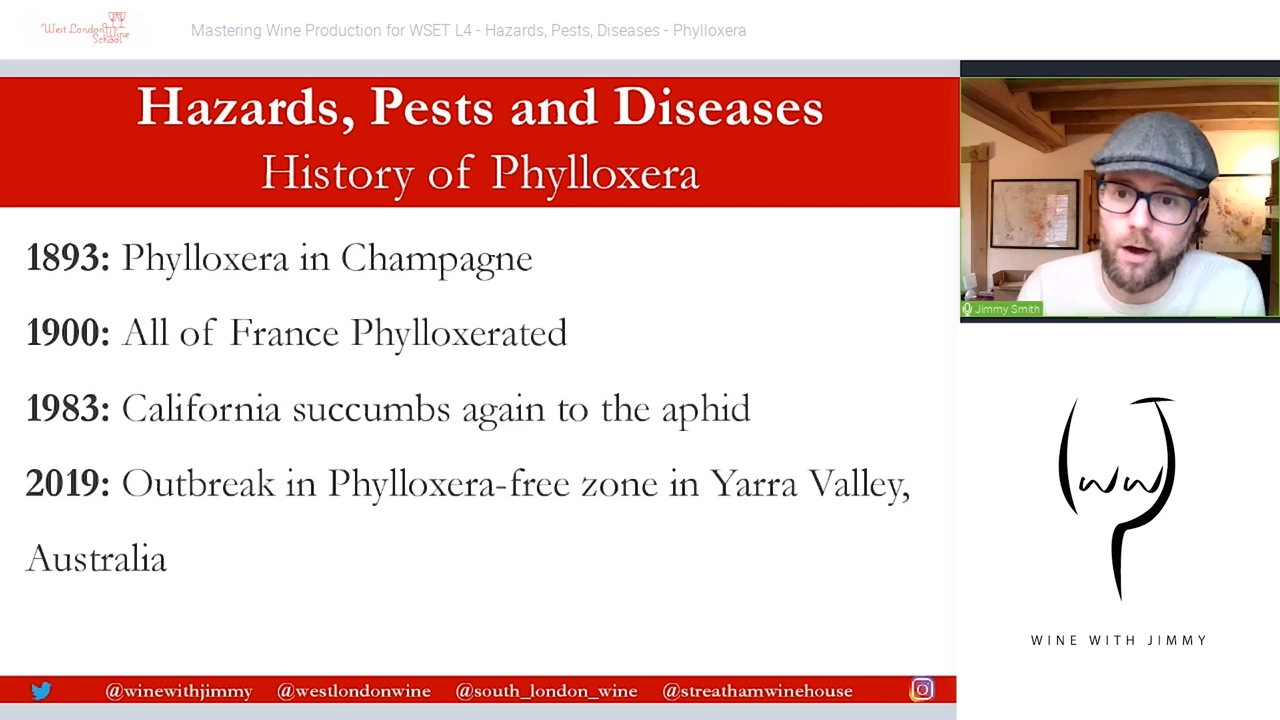 West London Wine
School
Mastering Wine Production for WSET L4 - Hazards, Pests, Diseases - Phylloxera
Hazards, Pests and Diseases
History of Phylloxera
1893: Phylloxera in Champagne
1900: All of France Phylloxerated
1983: California succumbs again to the aphid
2019: Outbreak in Phylloxera-free zone in Yarra Valley,
Australia
@winewithjimmy @westlondonwine @south_london_wine @streathamwinehouse
Jimmy Smith
ww
WINE WITH JIMMY